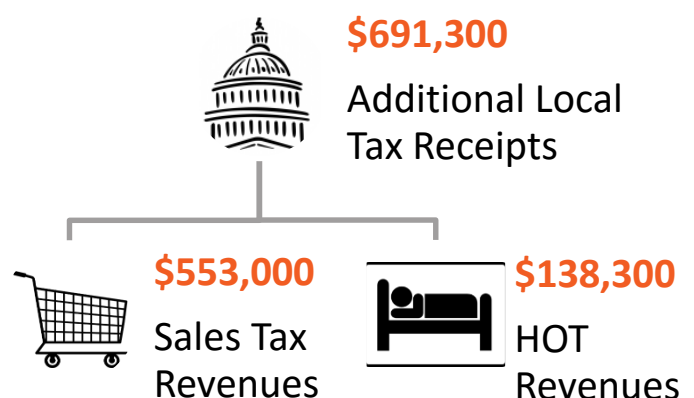 $691,300
Additional Local
Tax Receipts
$553,000
Sales Tax
Revenues
$138,300
HOT
Revenues